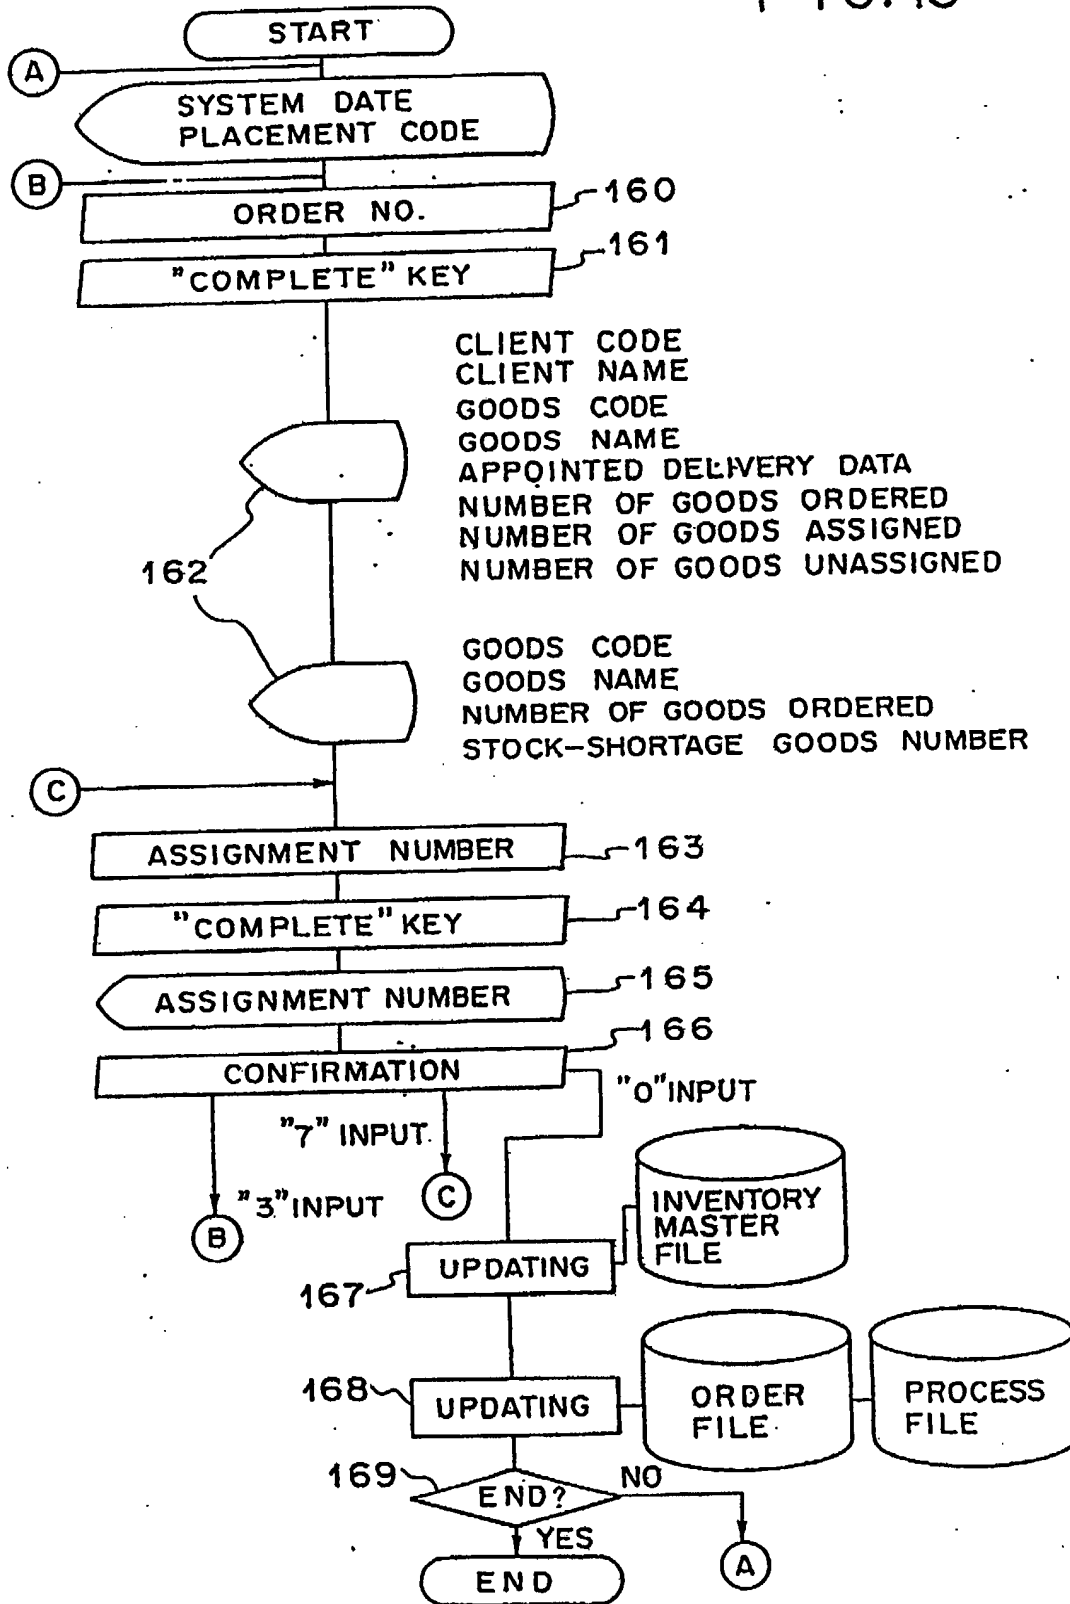 START
A
SYSTEM DATE
PLACEMENT CODE
B
ORDER NO.
160
"COMPLETE" KEY
161
CLIENT CODE
CLIENT NAME
GOODS CODE
GOODS NAME
APPOINTED DELIVERY DATA
NUMBER OF GOODS ORDERED
NUMBER OF GOODS ASSIGNED
NUMBER OF GOODS UNASSIGNED
162
GOODS CODE
GOODS NAME
NUMBER OF GOODS ORDERED
STOCK-SHORTAGE GOODS NUMBER
C
ASSIGNMENT NUMBER
163
"COMPLETE" KEY
164
ASSIGNMENT NUMBER
165
CONFIRMATION
166
"0" INPUT
"7" INPUT
"3" INPUT
C
B
INVENTORY
MASTER
FILE
UPDATING
167
168
UPDATING
ORDER
FILE
PROCESS
FILE
169
END?
NO
YES
A
END